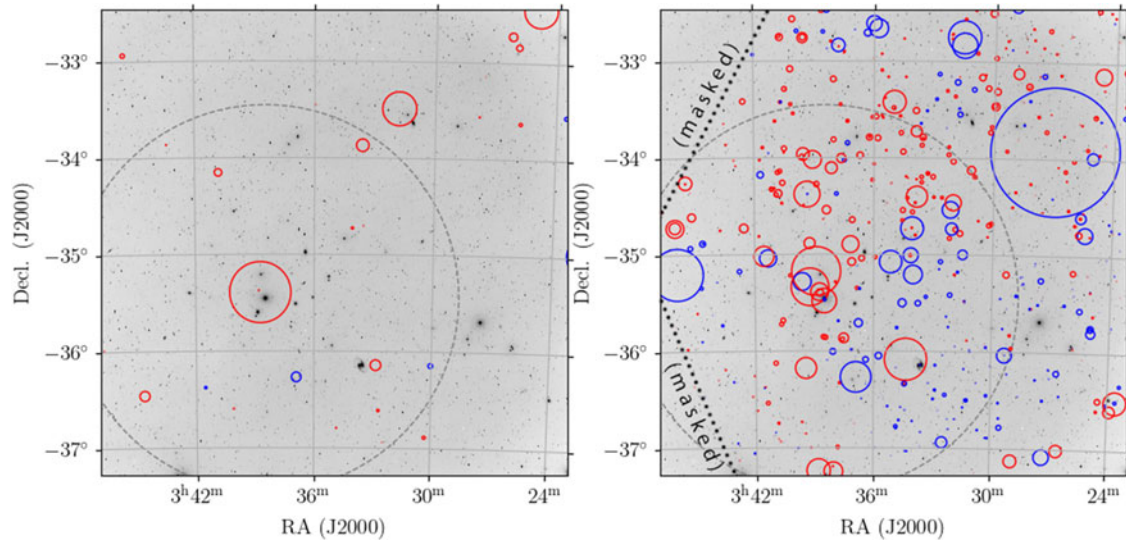 −33°
−34°
−35°
−36°
−37°
Decl. (J2000)
3ʰ42ᵐ
36ᵐ
30ᵐ
24ᵐ
RA (J2000)
−33°
−34°
−35°
−36°
−37°
Decl. (J2000)
(masked)
(masked)
3ʰ42ᵐ
36ᵐ
30ᵐ
24ᵐ
RA (J2000)